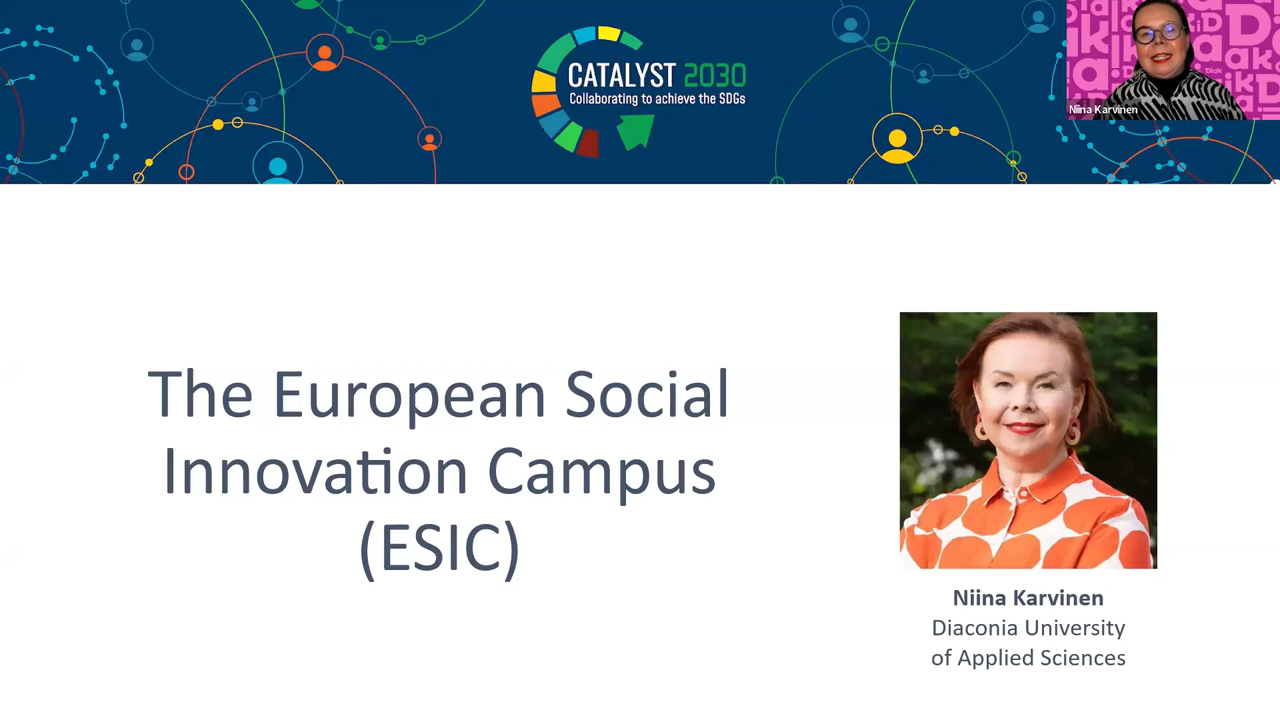 CATALYST 2030
Collaborating to achieve the SDGs
Niina Karvinen
Diak
The European Social
Innovation Campus
(ESIC)
Niina Karvinen
Diaconia University
of Applied Sciences